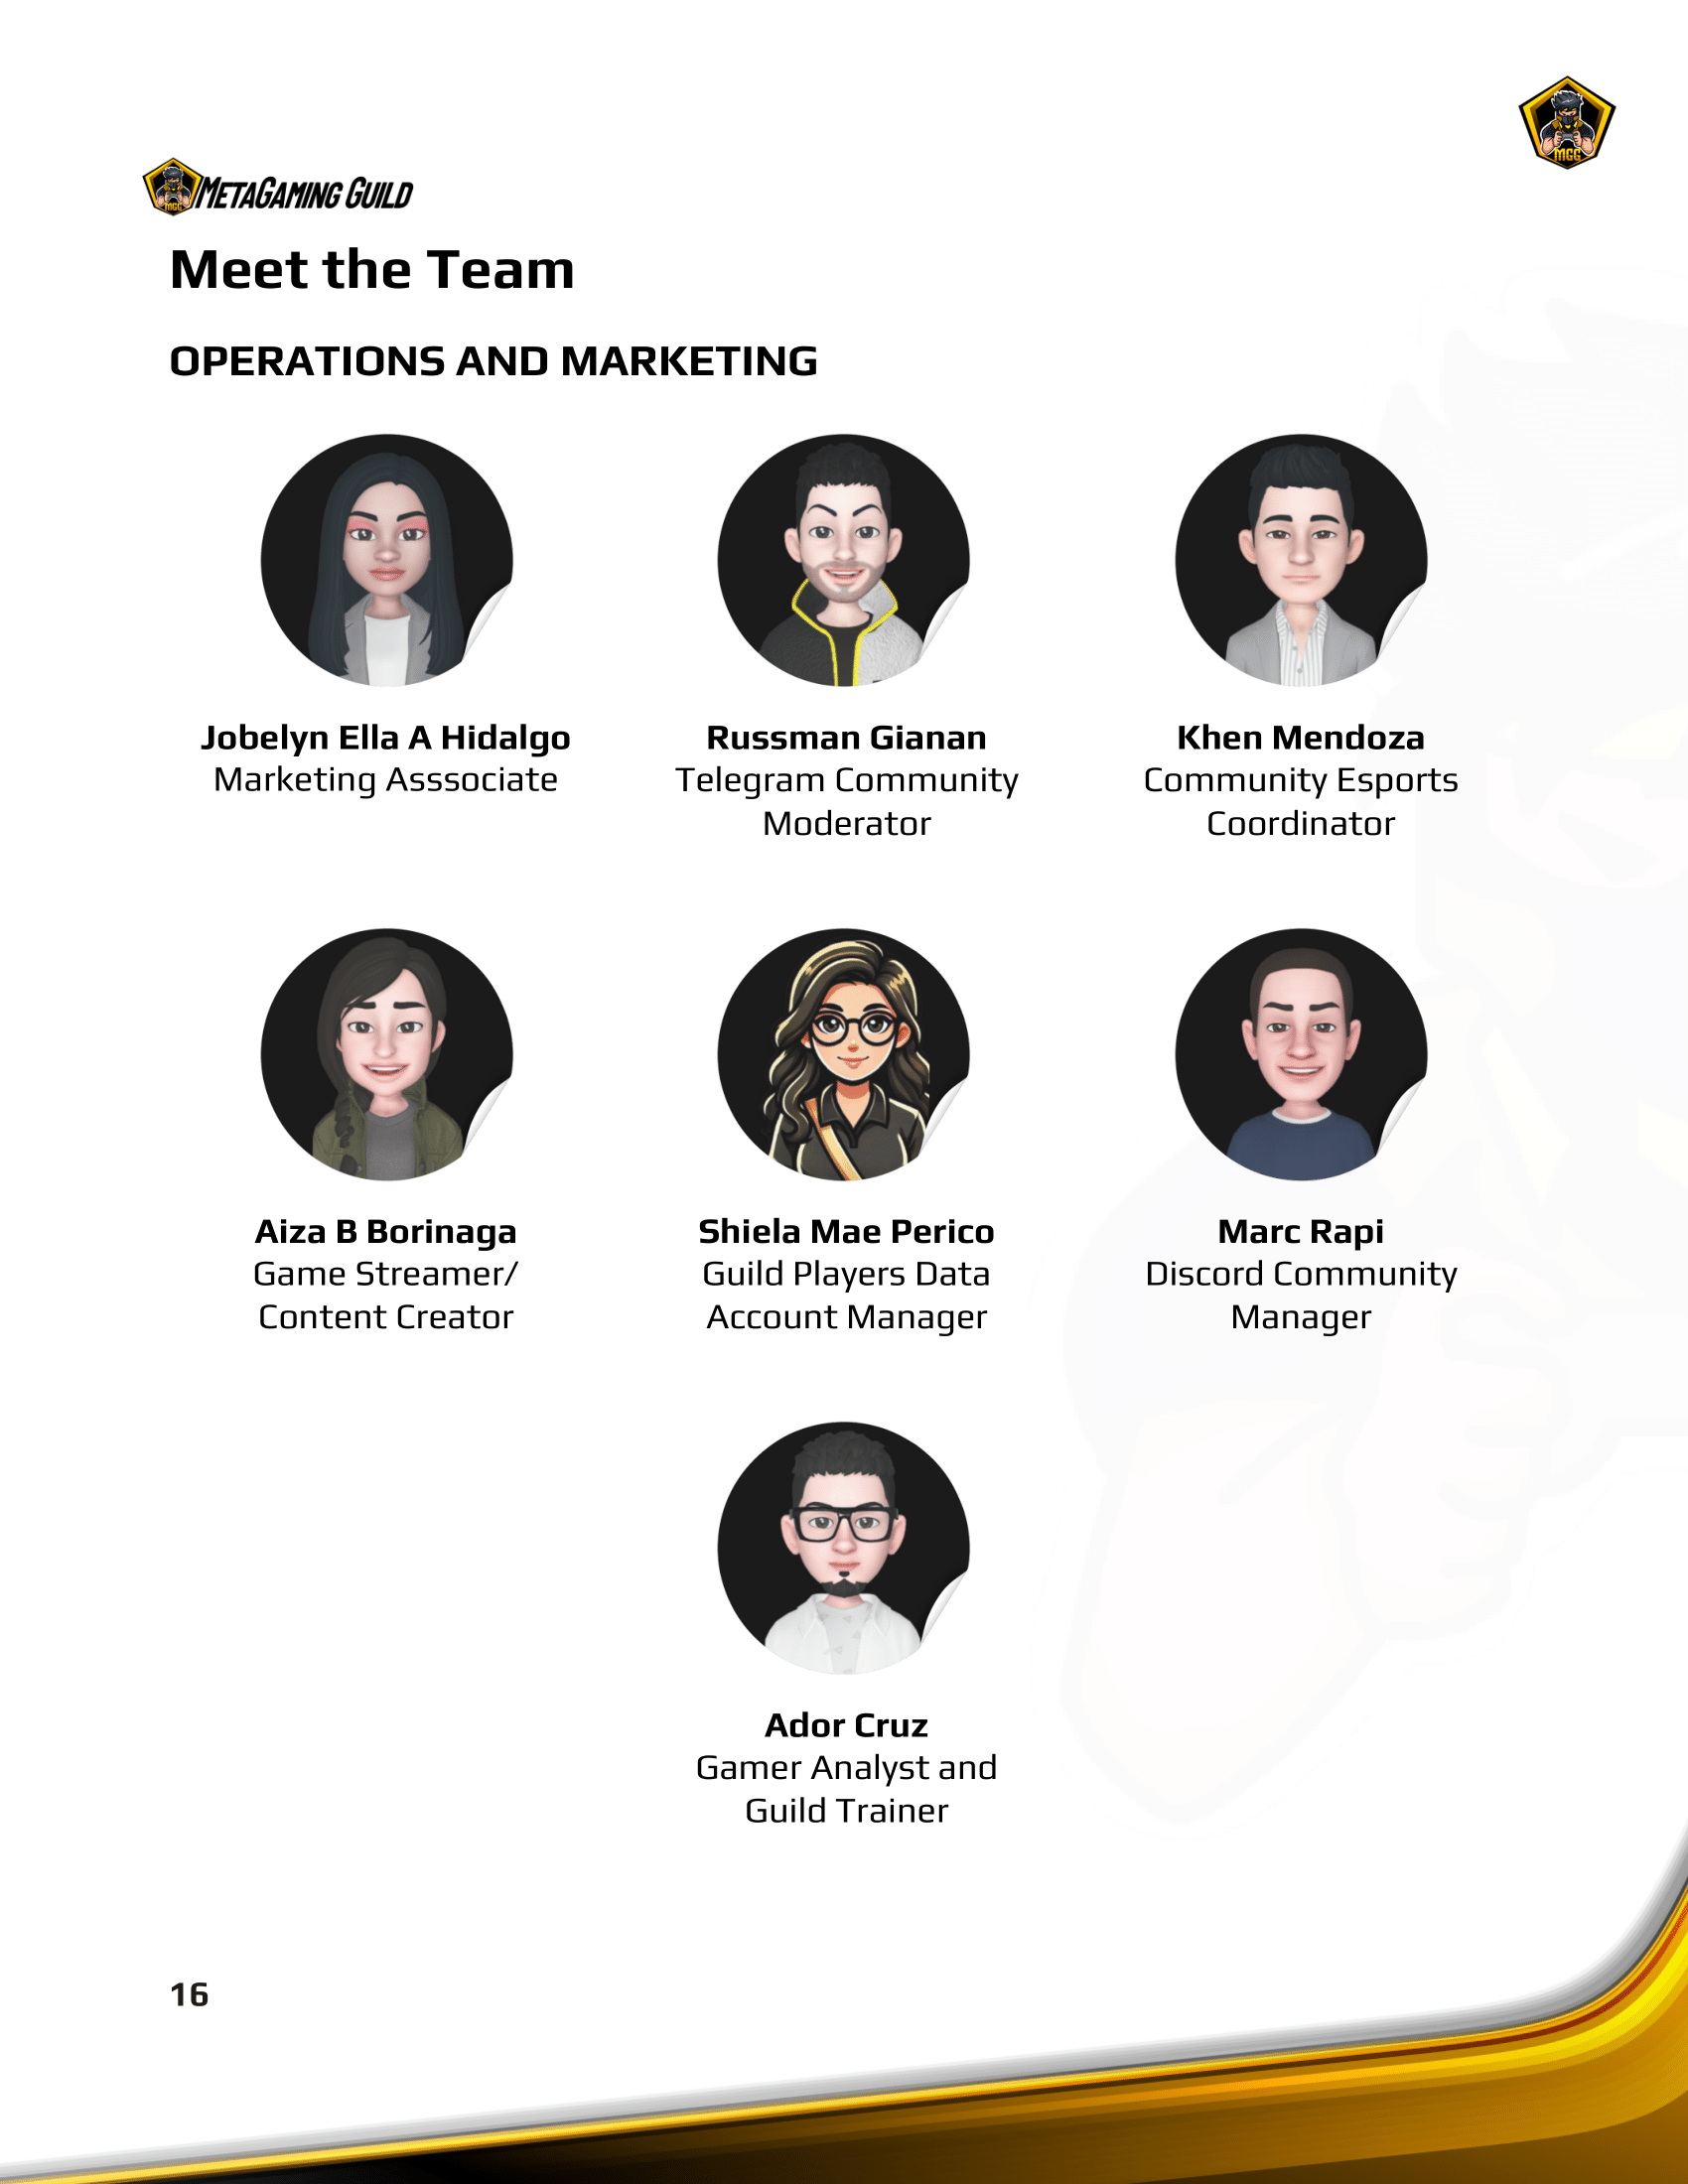 MGG
MGG METAGAMING GUILD
Meet the Team
OPERATIONS AND MARKETING
Jobelyn Ella A Hidalgo
Marketing Asssociate
Russman Gianan
Telegram Community
Moderator
Khen Mendoza
Community Esports
Coordinator
Aiza B Borinaga
Game Streamer/
Content Creator
Shiela Mae Perico
Guild Players Data
Account Manager
Marc Rapi
Discord Community
Manager
Ador Cruz
Gamer Analyst and
Guild Trainer
16